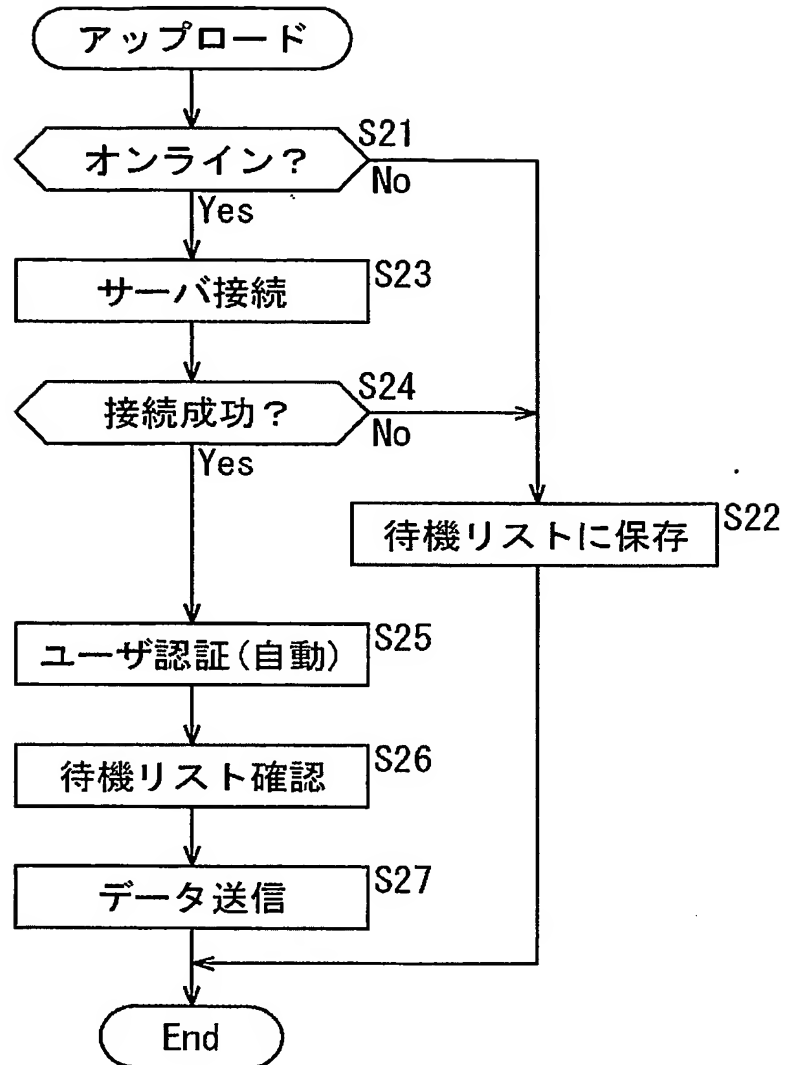 アップロード
S21
オンライン?
No
Yes
サーバ接続
S23
S24
接続成功?
No
Yes
待機リストに保存
S22
ユーザ認証(自動)
S25
待機リスト確認
S26
データ送信
S27
End